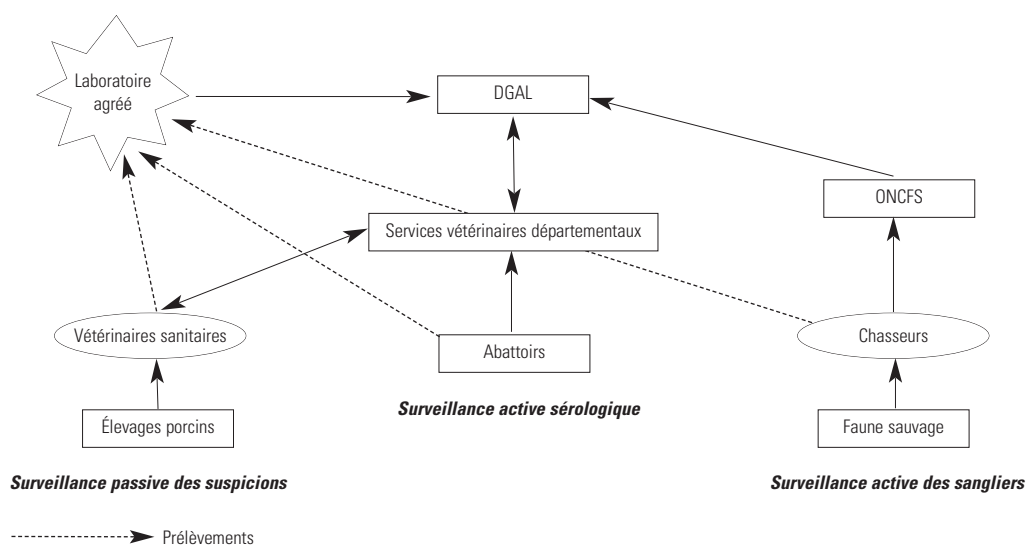 Laboratoire
agréé
DGAL
ONCFS
Services vétérinaires départementaux
Vétérinaires sanitaires
Abattoirs
Chasseurs
Surveillance active sérologique
Élevages porcins
Faune sauvage
Surveillance passive des suspicions
Surveillance active des sangliers
Prélèvements